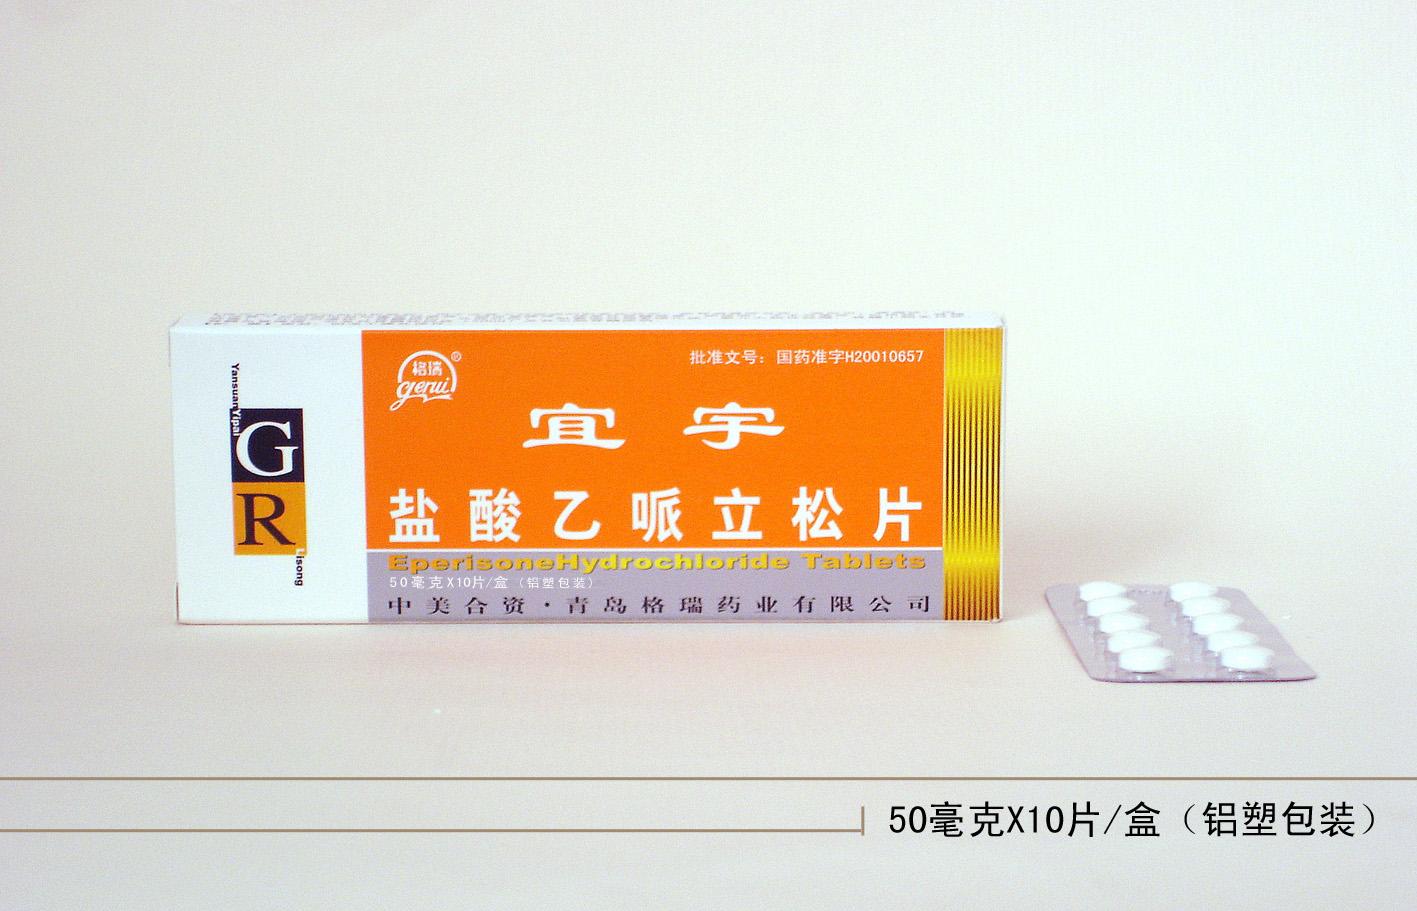 格瑞®
gerui
批准文号：国药准字H20010657
宜宇
盐酸乙哌立松片
EperisoneHydrochloride Tablets
50毫克X10片/盒（铝塑包装）
中美合资·青岛格瑞药业有限公司
YansuanYipai
G
R
Lisong
50毫克X10片/盒（铝塑包装）